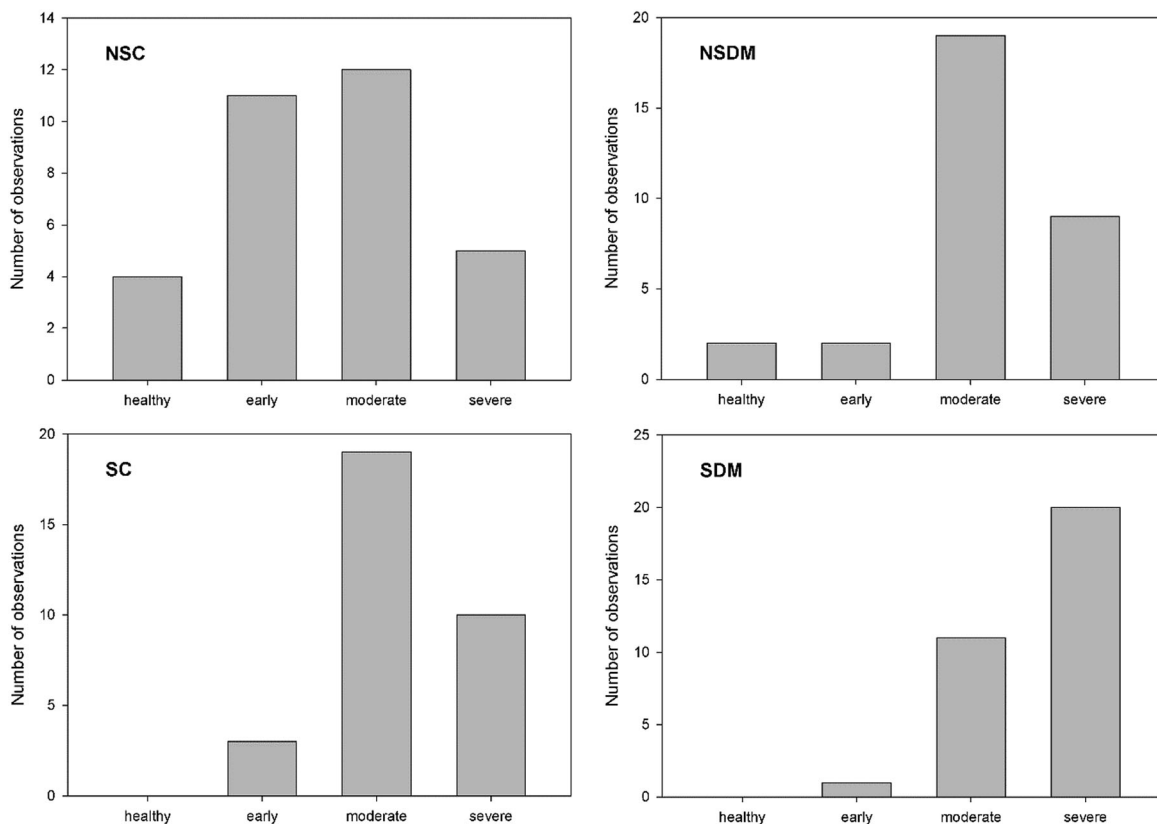 NSC
Number of observations
14
12
10
8
6
4
2
0
healthy early moderate severe
NSDM
Number of observations
20
15
10
5
0
healthy early moderate severe
SC
Number of observations
20
15
10
5
0
healthy early moderate severe
SDM
Number of observations
25
20
15
10
5
0
healthy early moderate severe